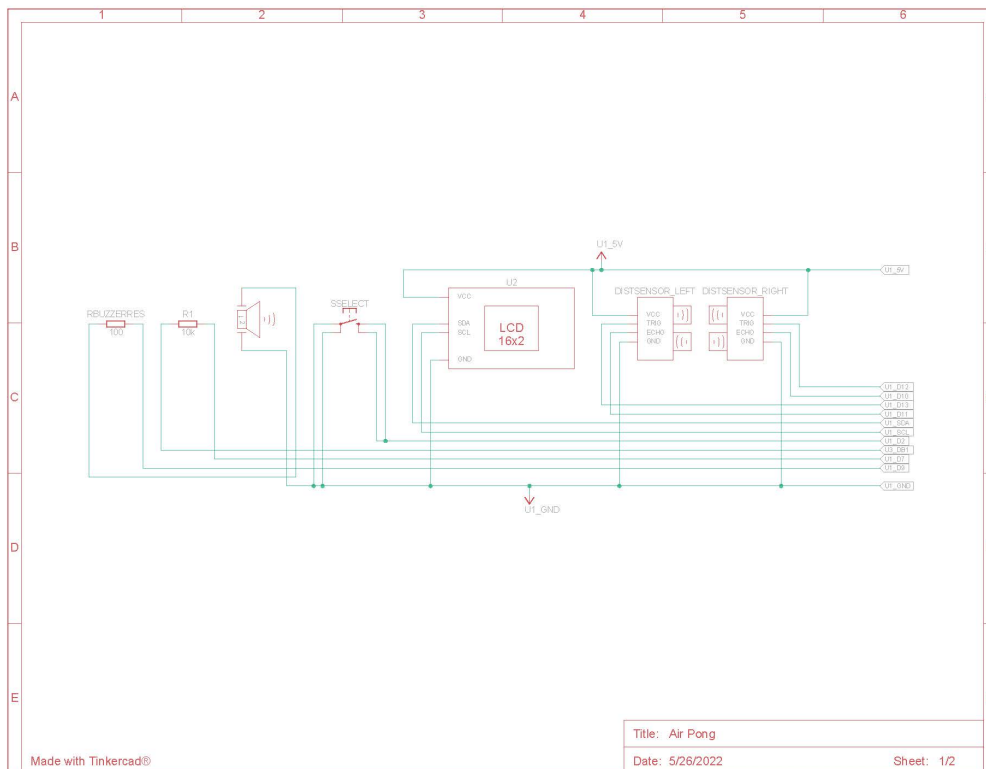 1 2 3 4 5 6
A
B
C
D
E
U1_5V
U1_5V
U2
VCC
SDA
SCL
GND
LCD
16x2
DISTSENSOR_LEFT
DISTSENSOR_RIGHT
VCC
TRIG
ECHO
GND
VCC
TRIG
ECHO
GND
RBUZZERRES
100
R1
10k
SSELECT
U1_D12
U1_D10
U1_D13
U1_D11
U1_SDA
U1_SCL
U1_D2
U3_DB1
U1_D7
U1_D9
U1_GND
U1_GND
Title: Air Pong
Made with Tinkercad®
Date: 5/26/2022
Sheet: 1/2